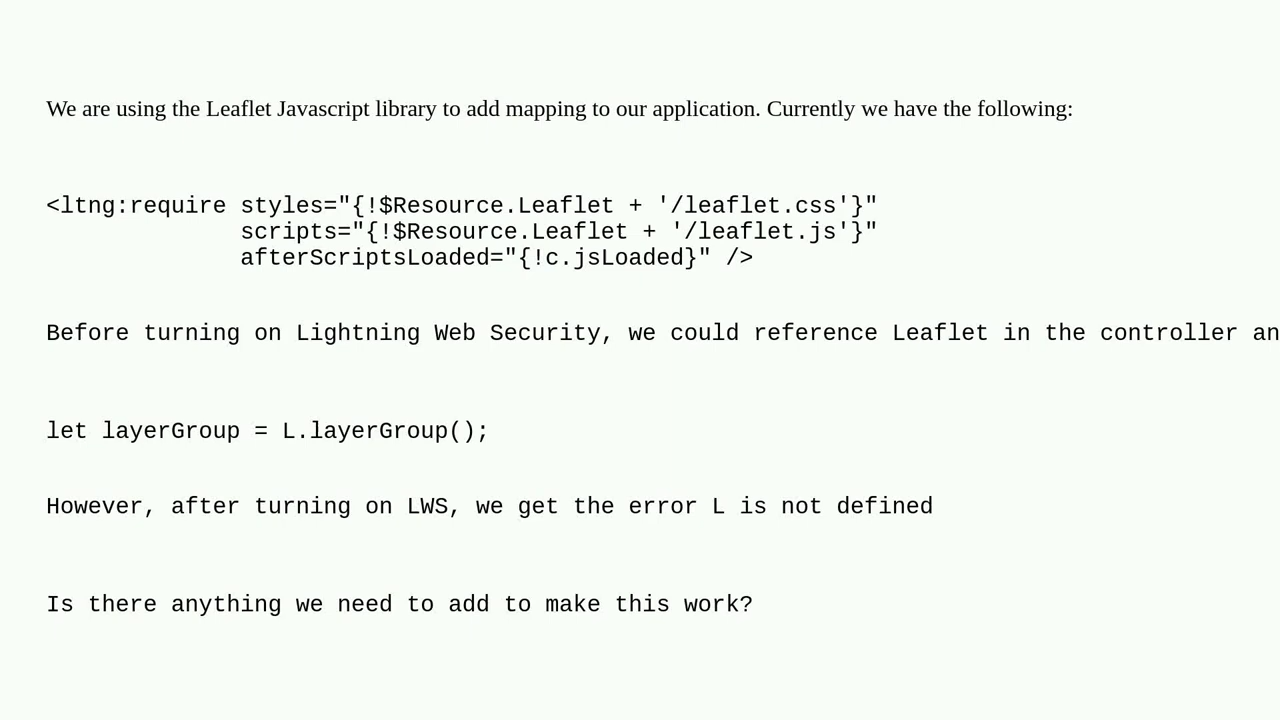 We are using the Leaflet Javascript library to add mapping to our application. Currently we have the following:
<ltng:require styles="{!$Resource.Leaflet + '/leaflet.css'}"
scripts="{!$Resource.Leaflet + '/leaflet.js'}"
afterScriptsLoaded="{!c.jsLoaded}" />
Before turning on Lightning Web Security, we could reference Leaflet in the controller an
let layerGroup = L.layerGroup();
However, after turning on LWS, we get the error L is not defined
Is there anything we need to add to make this work?